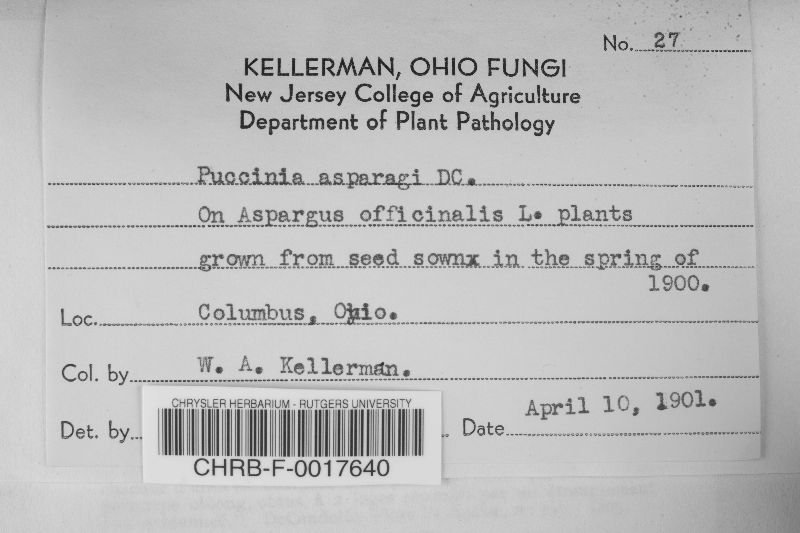 No. 27
KELLERMAN, OHIO FUNGI
New Jersey College of Agriculture
Department of Plant Pathology
Puccinia asparagi DC.
On Aspargus officinalis L. plants
grown from seed sownx in the spring of
1900.
Loc. Columbus, Ohio.
Col. by W. A. Kellerman.
Det. by
Date April 10, 1901.
CHRYSLER HERBARIUM - RUTGERS UNIVERSITY
CHRB-F-0017640